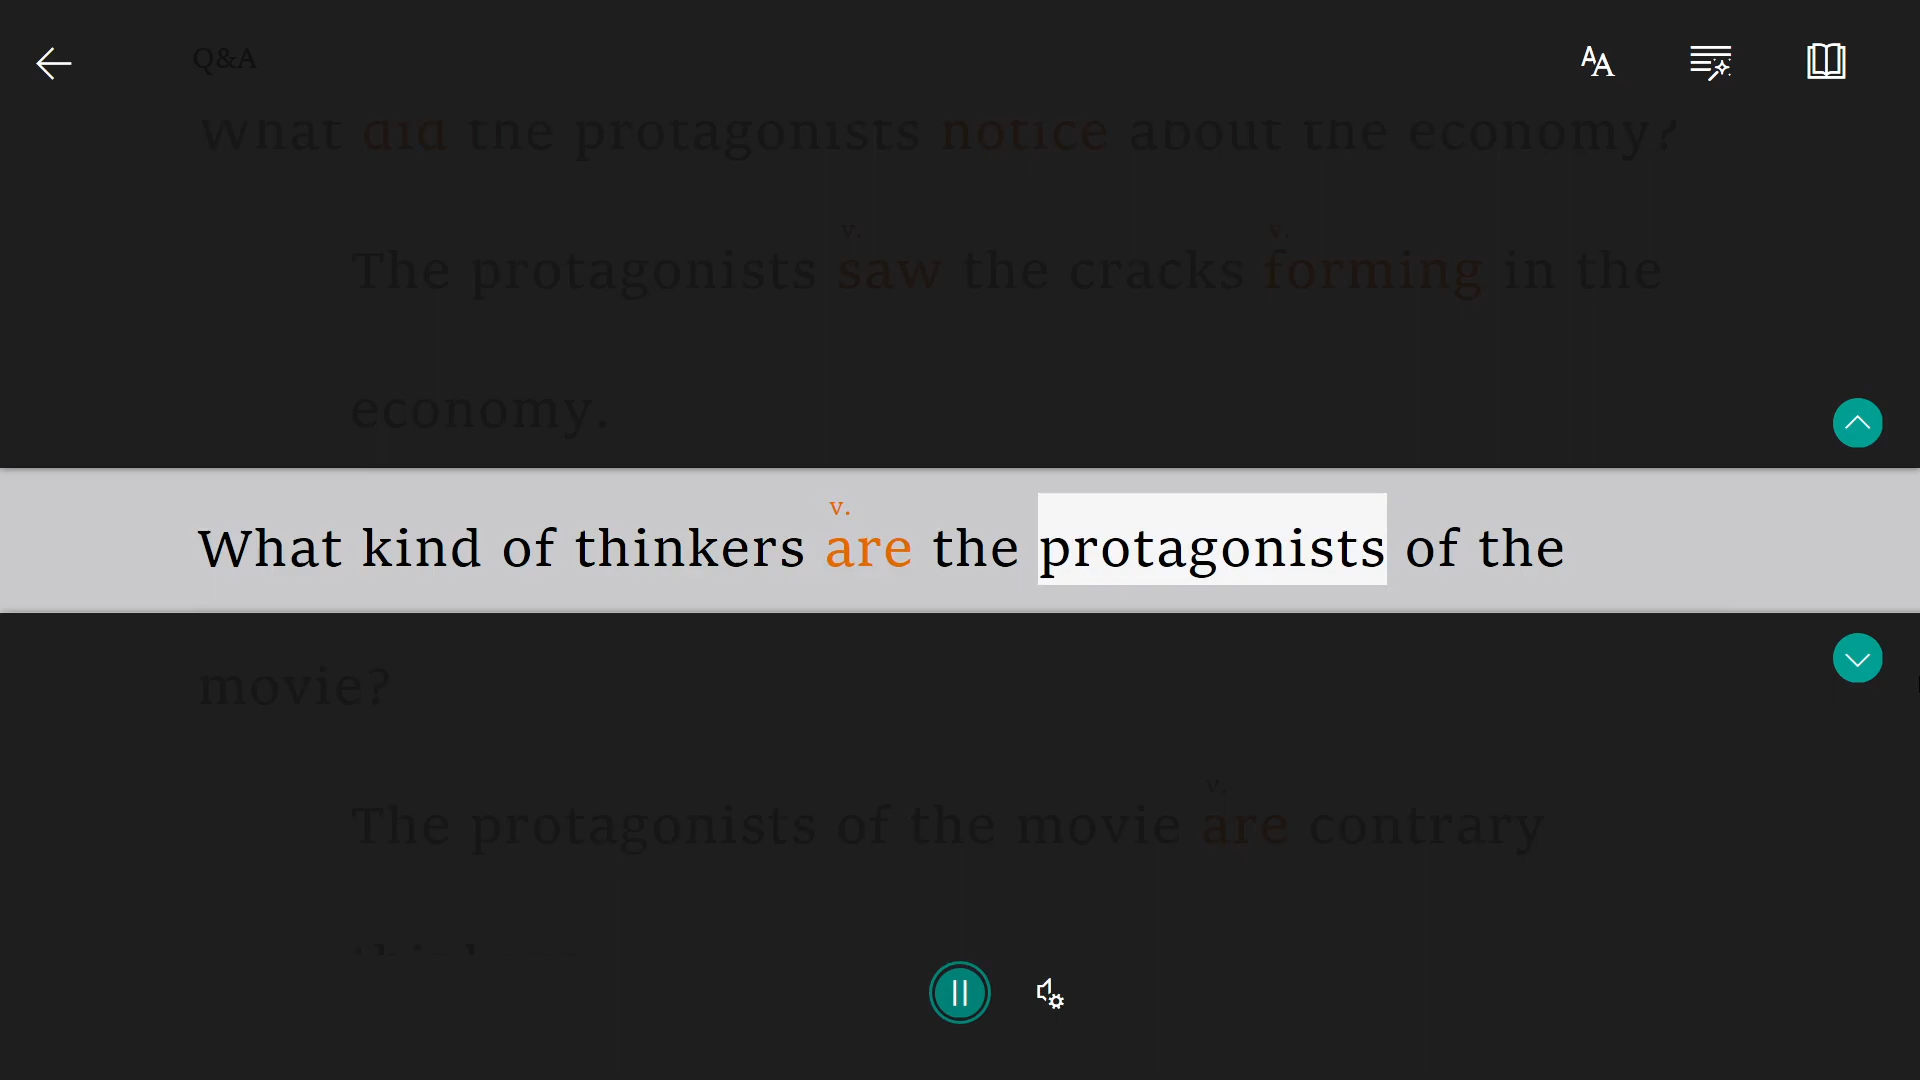 Q&A
What did the protagonists notice about the economy?
v. v.
The protagonists saw the cracks forming in the
economy.
v.
What kind of thinkers are the protagonists of the
movie?
v.
The protagonists of the movie are contrary